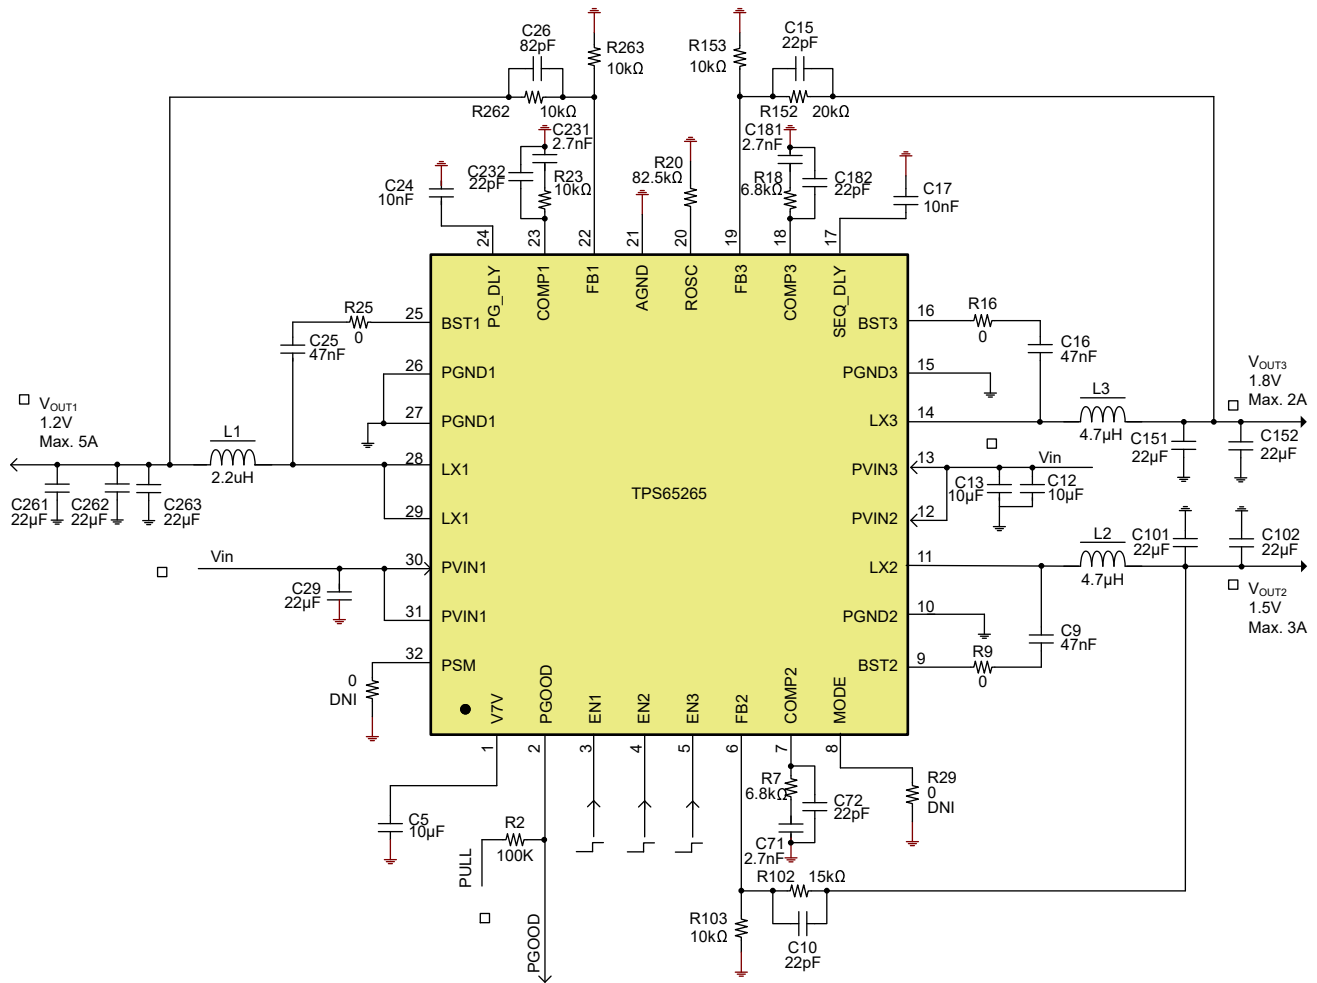 C26
82pF
R263
10kΩ
R262
10kΩ
R153
10kΩ
C15
22pF
R152
20kΩ
C231
2.7nF
C232
22pF
R23
10kΩ
C24
10nF
R20
82.5kΩ
C181
2.7nF
R18
6.8kΩ
C182
22pF
C17
10nF
24
23
22
21
20
19
18
17
PG_DLY
COMP1
FB1
AGND
ROSC
FB3
COMP3
SEQ_DLY
R25
0
C25
47nF
25
BST1
26
PGND1
27
PGND1
28
LX1
29
LX1
30
PVIN1
31
PVIN1
32
PSM
VOUT1
1.2V
Max. 5A
L1
2.2uH
C261
22µF
C262
22µF
C263
22µF
Vin
C29
22µF
0
DNI
TPS65265
BST3
16
PGND3
15
LX3
14
PVIN3
13
PVIN2
12
LX2
11
PGND2
10
BST2
9
R16
0
C16
47nF
L3
4.7µH
VOUT3
1.8V
Max. 2A
C151
22µF
C152
22µF
Vin
C13
10µF
C12
10µF
L2
4.7µH
C101
22µF
C102
22µF
VOUT2
1.5V
Max. 3A
C9
47nF
R9
0
V7V
PGOOD
EN1
EN2
EN3
FB2
COMP2
MODE
1
2
3
4
5
6
7
8
C5
10µF
R2
100K
PULL
PGOOD
R7
6.8kΩ
C72
22pF
C71
2.7nF
R29
0
DNI
R102
15kΩ
R103
10kΩ
C10
22pF